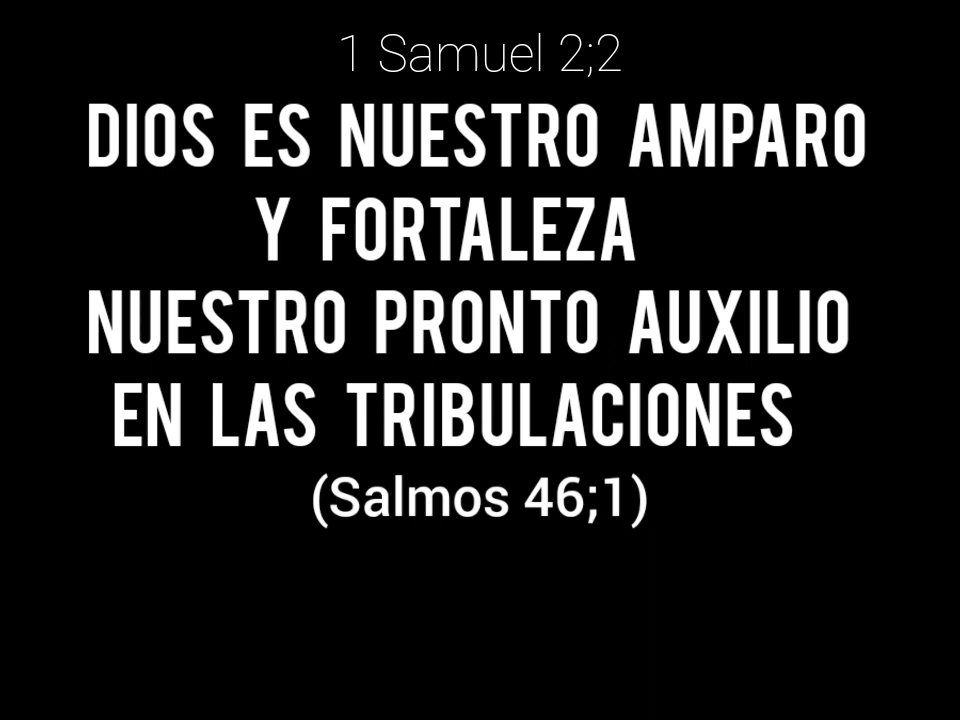 1 Samuel 2;2
DIOS ES NUESTRO AMPARO
Y FORTALEZA
NUESTRO PRONTO AUXILIO
EN LAS TRIBULACIONES
(Salmos 46;1)